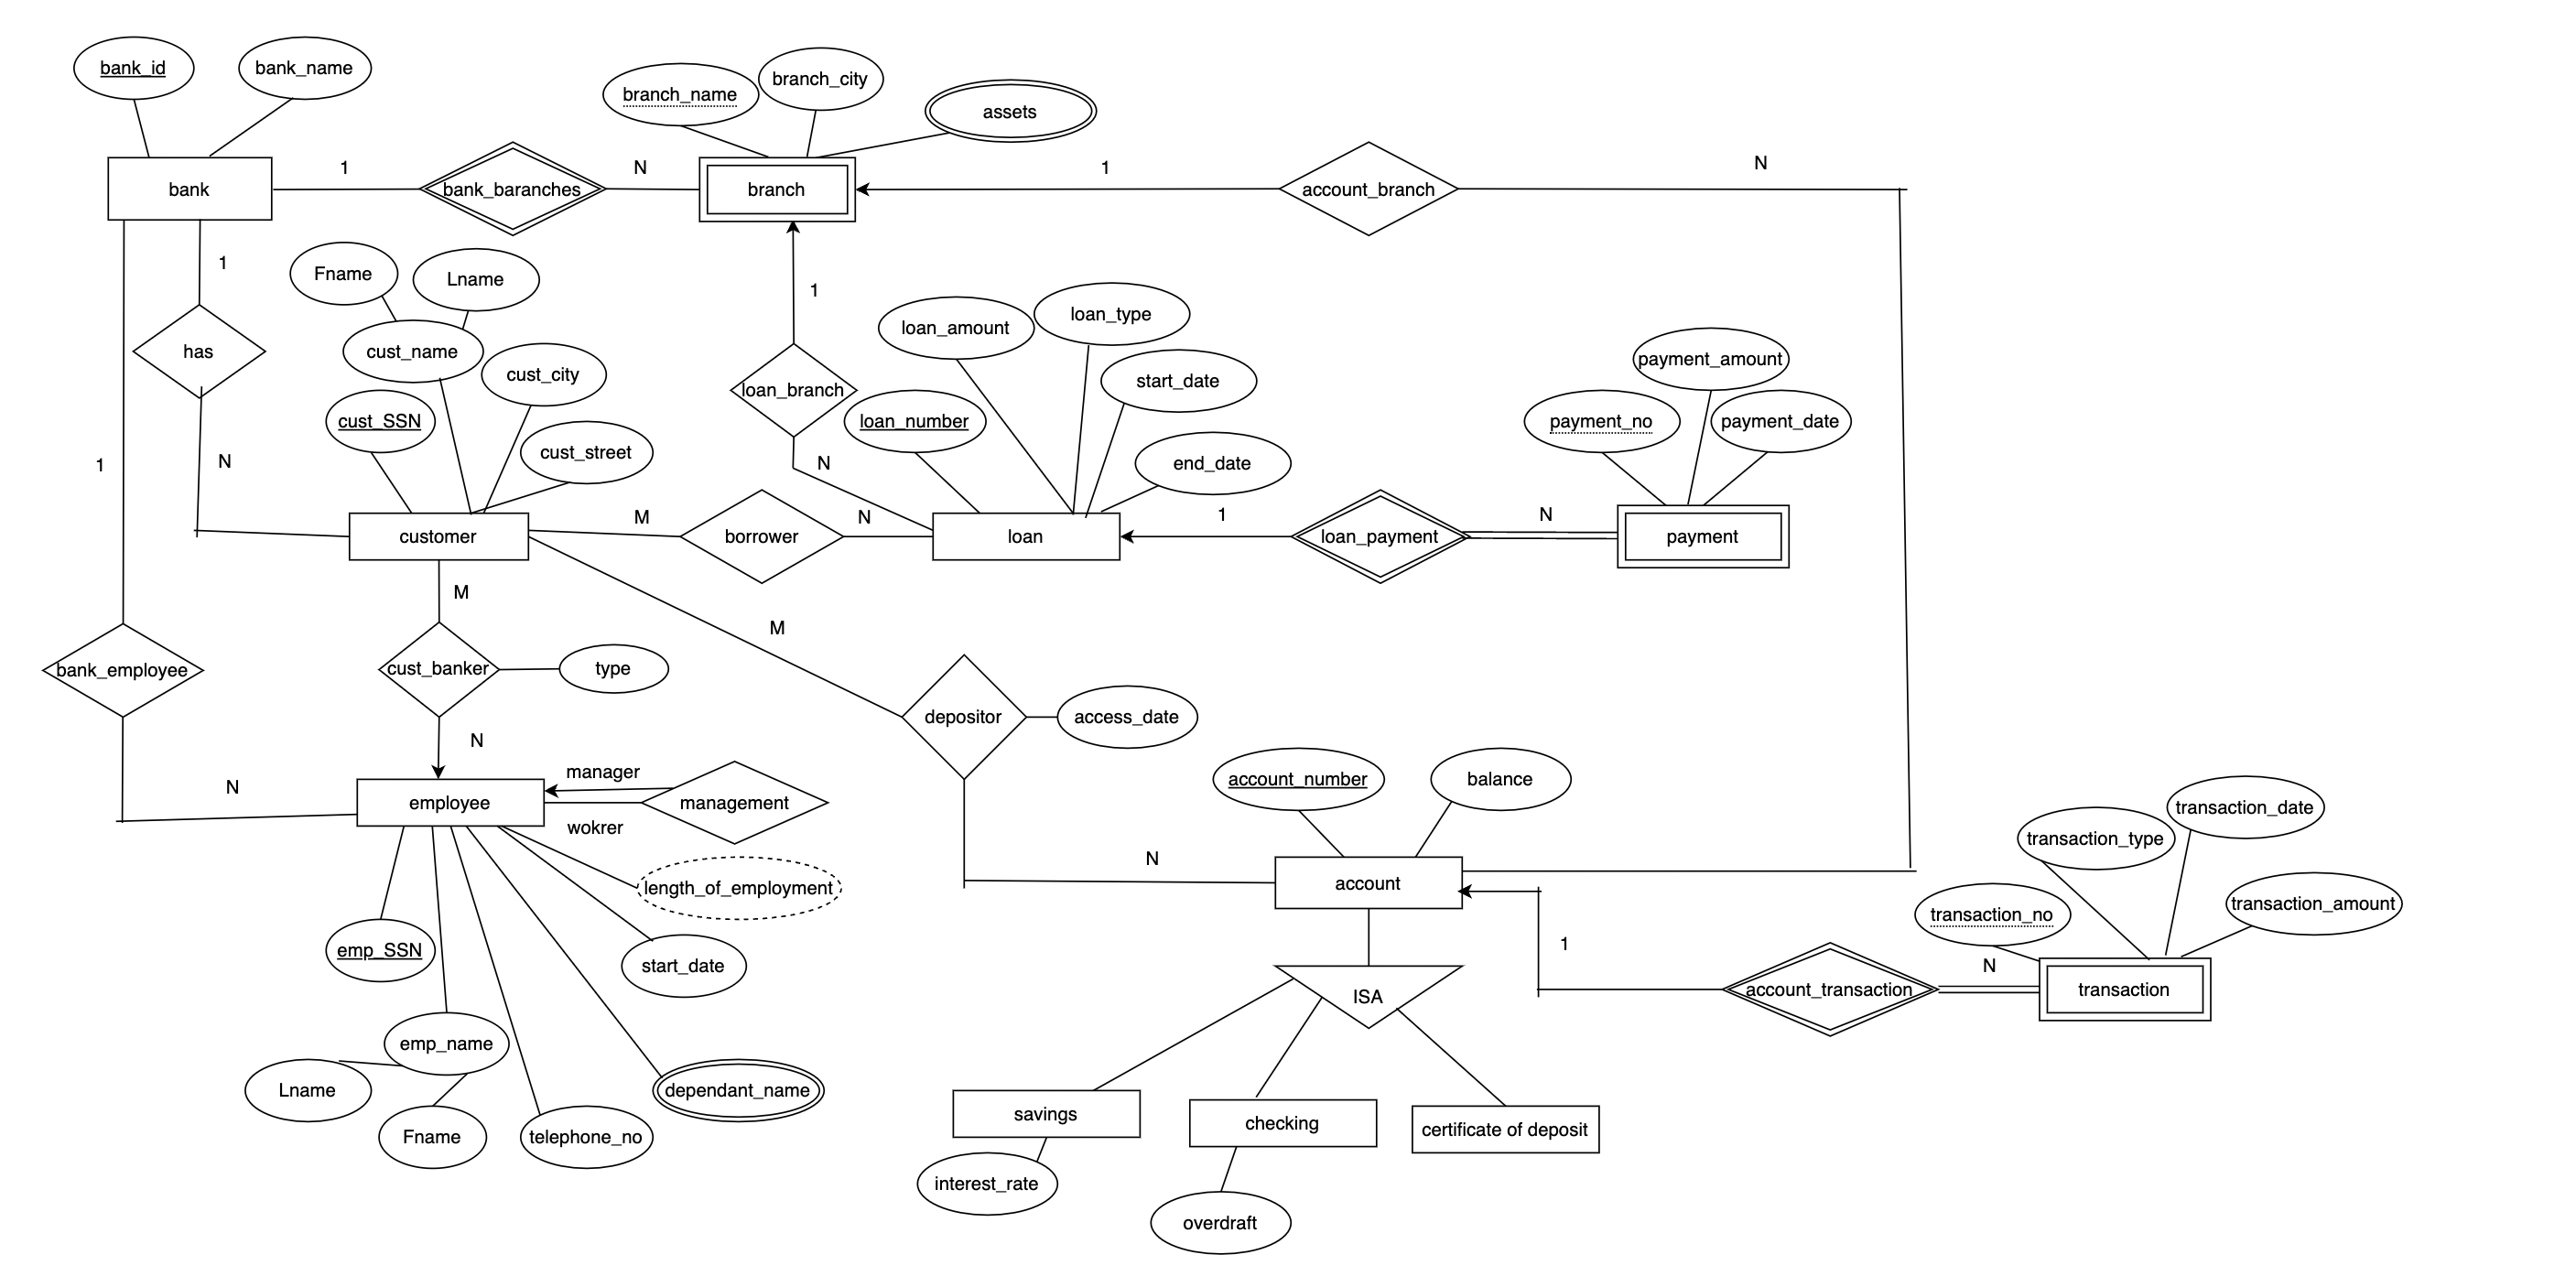 bank_id
bank_name
branch_name
branch_city
assets
bank
1
bank_baranches
N
branch
1
account_branch
N
1
has
N
Fname
Lname
cust_name
cust_city
cust_SSN
cust_street
1
loan_branch
N
loan_amount
loan_type
start_date
loan_number
end_date
payment_amount
payment_no
payment_date
1
customer
M
borrower
N
loan
1
loan_payment
N
payment
M
M
bank_employee
cust_banker
type
depositor
access_date
N
N
manager
employee
management
wokrer
length_of_employment
start_date
emp_SSN
emp_name
Lname
Fname
telephone_no
dependant_name
account_number
balance
N
account
ISA
savings
checking
certificate of deposit
interest_rate
overdraft
1
account_transaction
N
transaction
transaction_no
transaction_type
transaction_date
transaction_amount